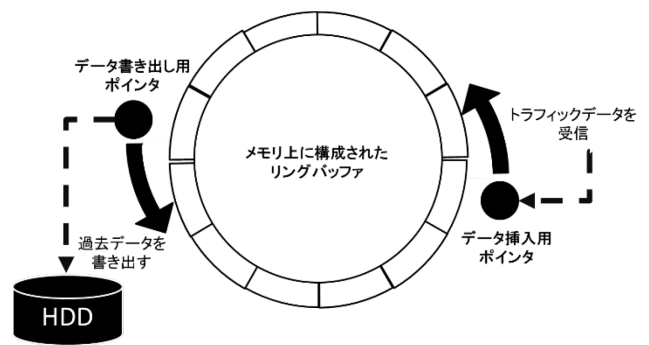 データ書き出し用
ポインタ
トラフィックデータを
受信
メモリ上に構成された
リングバッファ
過去データを
書き出す
データ挿入用
ポインタ
HDD